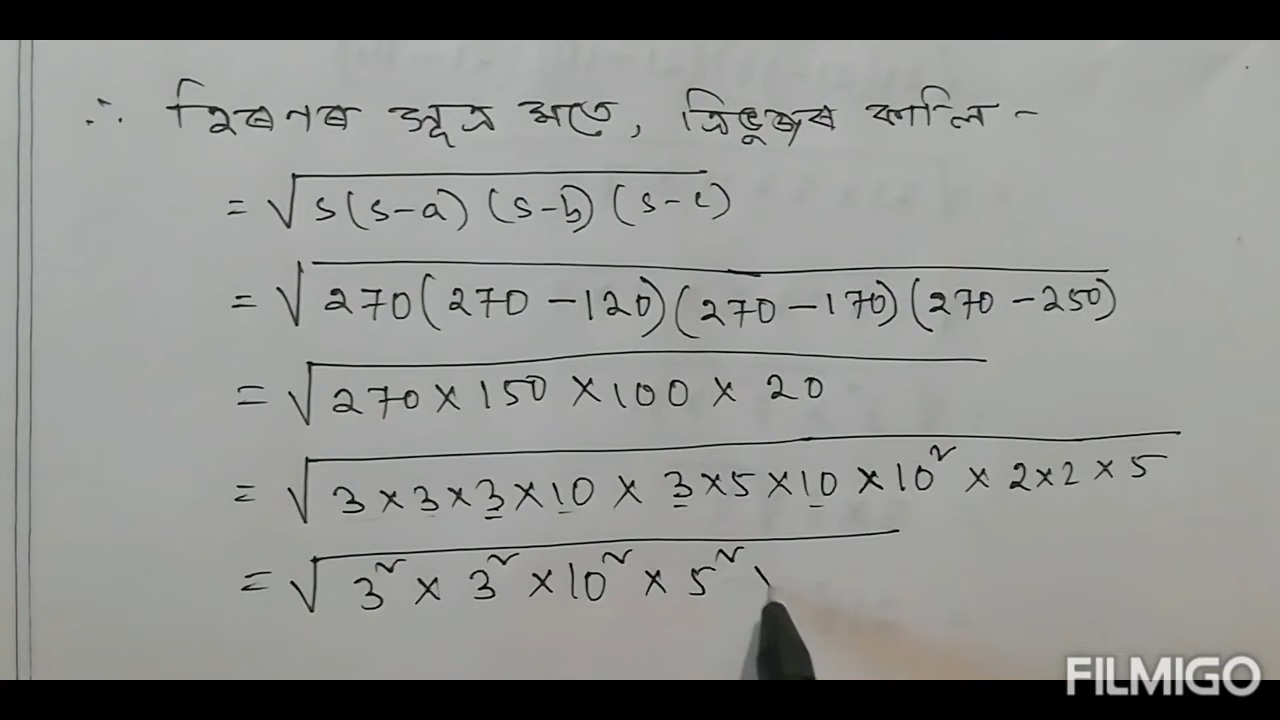 ∴ হিৰণৰ সূত্ৰ মতে, ত্ৰিভূজৰ কালি -
= √s(s-a)(s-b)(s-c)
= √270(270-120)(270-170)(270-250)
= √270×150×100×20
= √3×3×3×10×3×5×10×10²×2×2×5
= √3²×3²×10²×5²
FILMIGO